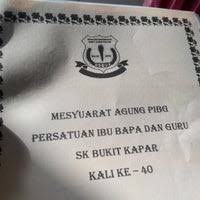 MESYUARAT AGUNG PIBG
PERSATUAN IBU BAPA DAN GURU
SK BUKIT KAPAR
KALI KE – 40